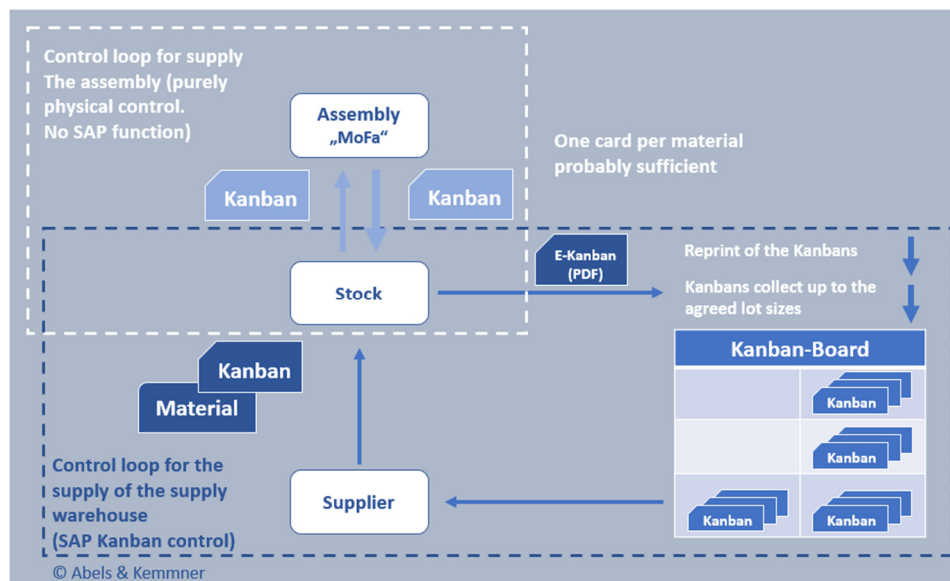 Control loop for supply
The assembly (purely
physical control.
No SAP function)
Assembly
„MoFa“
One card per material
probably sufficient
Kanban
Kanban
E-Kanban
(PDF)
Reprint of the Kanbans
Stock
Kanbans collect up to the
agreed lot sizes
Kanban-Board
Kanban
Material
Kanban
Kanban
Control loop for the
supply of the supply
warehouse
(SAP Kanban control)
Supplier
Kanban
Kanban
© Abels & Kemmner